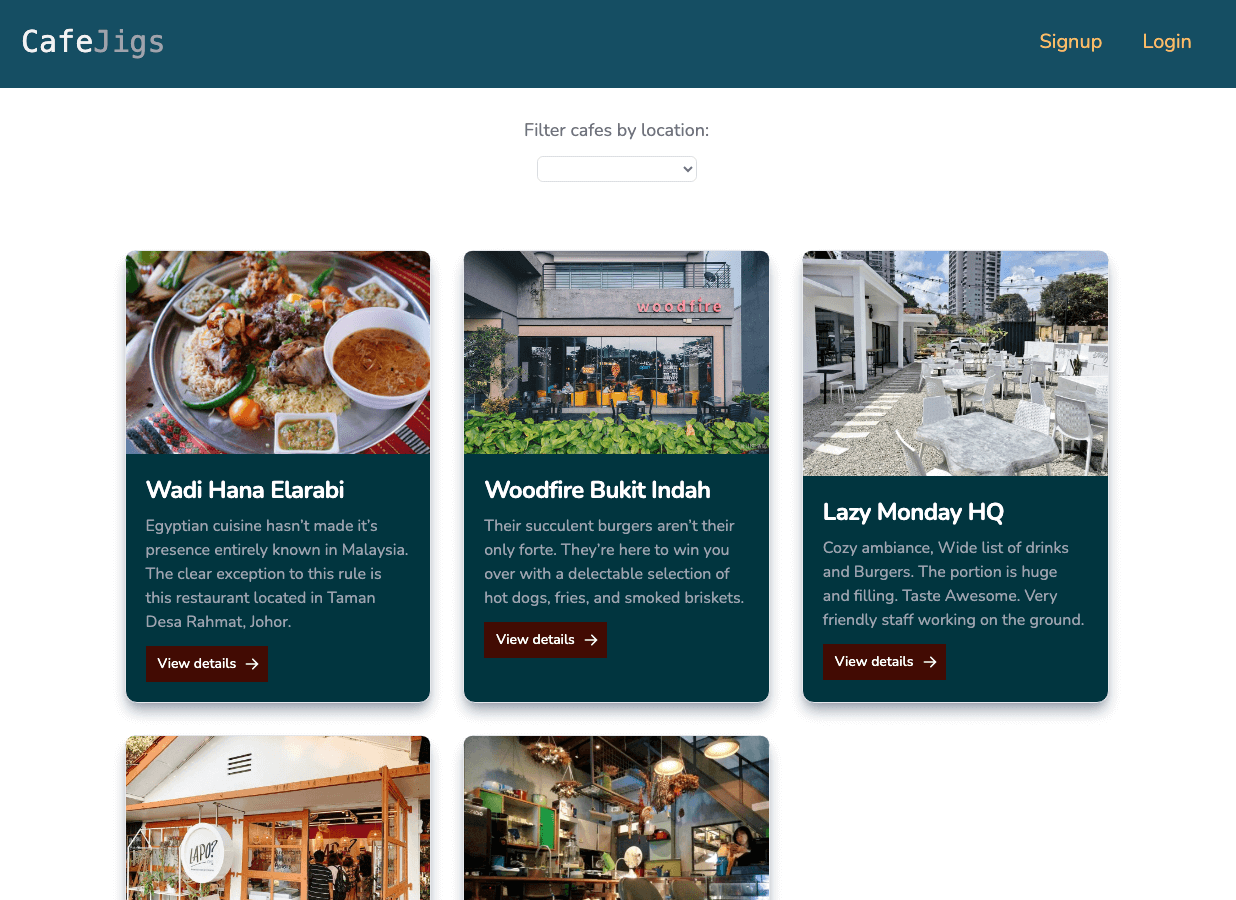 CafeJigs
Signup
Login
Filter cafes by location:
woodfire
Wadi Hana Elarabi
Egyptian cuisine hasn’t made it’s
presence entirely known in Malaysia.
The clear exception to this rule is
this restaurant located in Taman
Desa Rahmat, Johor.
View details
Woodfire Bukit Indah
Their succulent burgers aren’t their
only forte. They’re here to win you
over with a delectable selection of
hot dogs, fries, and smoked briskets.
View details
Lazy Monday HQ
Cozy ambiance, Wide list of drinks
and Burgers. The portion is huge
and filling. Taste Awesome. Very
friendly staff working on the ground.
View details
IAPO?